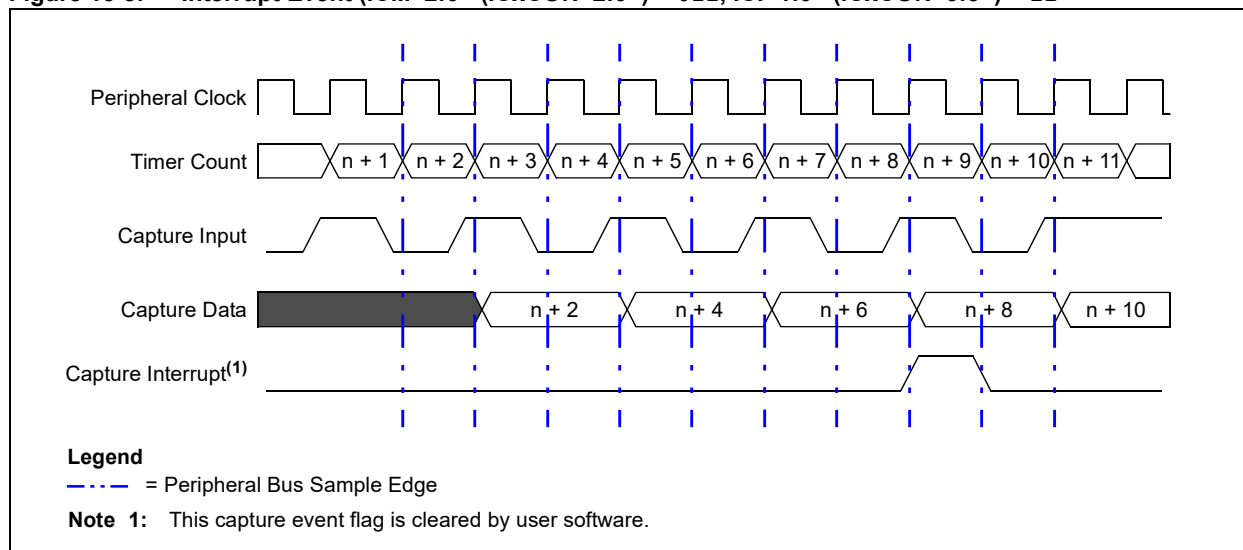 Peripheral Clock
Timer Count n + 1 n + 2 n + 3 n + 4 n + 5 n + 6 n + 7 n + 8 n + 9 n + 10 n + 11
Capture Input
Capture Data n + 2 n + 4 n + 6 n + 8 n + 10
Capture Interrupt(1)
Legend
= Peripheral Bus Sample Edge
Note 1: This capture event flag is cleared by user software.